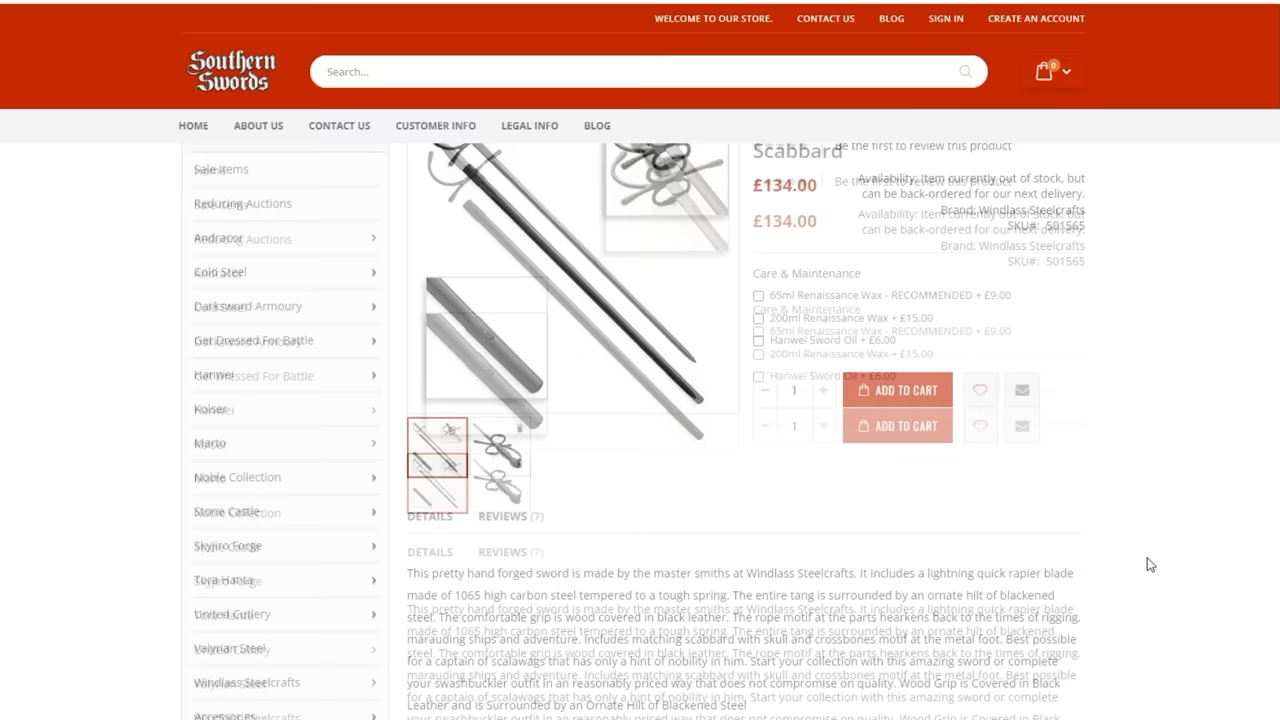 WELCOME TO OUR STORE. CONTACT US BLOG SIGN IN CREATE AN ACCOUNT
Southern
Swords
Search...
0
HOME ABOUT US CONTACT US CUSTOMER INFO LEGAL INFO BLOG
Sale Items
Reducing Auctions
Andracor
Cold Steel
Darksword Armoury
Get Dressed For Battle
Hanwei
Kaiser
Marto
Noble Collection
Stone Castle
Skyjiro Forge
Tora Hanta
United Cutlery
Valyrian Steel
Windlass Steelcrafts
Accessories
Scabbard
Be the first to review this product
£134.00
Availability: Item currently out of stock, but
can be back-ordered for our next delivery.
Brand: Windlass Steelcrafts
SKU#: 501565
Care & Maintenance
65ml Renaissance Wax - RECOMMENDED + £9.00
200ml Renaissance Wax + £15.00
Hanwei Sword Oil + £6.00
1
ADD TO CART
DETAILS REVIEWS (7)
This pretty hand forged sword is made by the master smiths at Windlass Steelcrafts. It includes a lightning quick rapier blade
made of 1065 high carbon steel tempered to a tough spring. The entire tang is surrounded by an ornate hilt of blackened
steel. The comfortable grip is wood covered in black leather. The rope motif at the parts hearkens back to the times of rigging,
marauding ships and adventure. Includes matching scabbard with skull and crossbones motif at the metal foot. Best possible
for a captain of scalawags that has only a hint of nobility in him. Start your collection with this amazing sword or complete
your swashbuckler outfit in an reasonably priced way that does not compromise on quality. Wood Grip is Covered in Black
Leather and is Surrounded by an Ornate Hilt of Blackened Steel